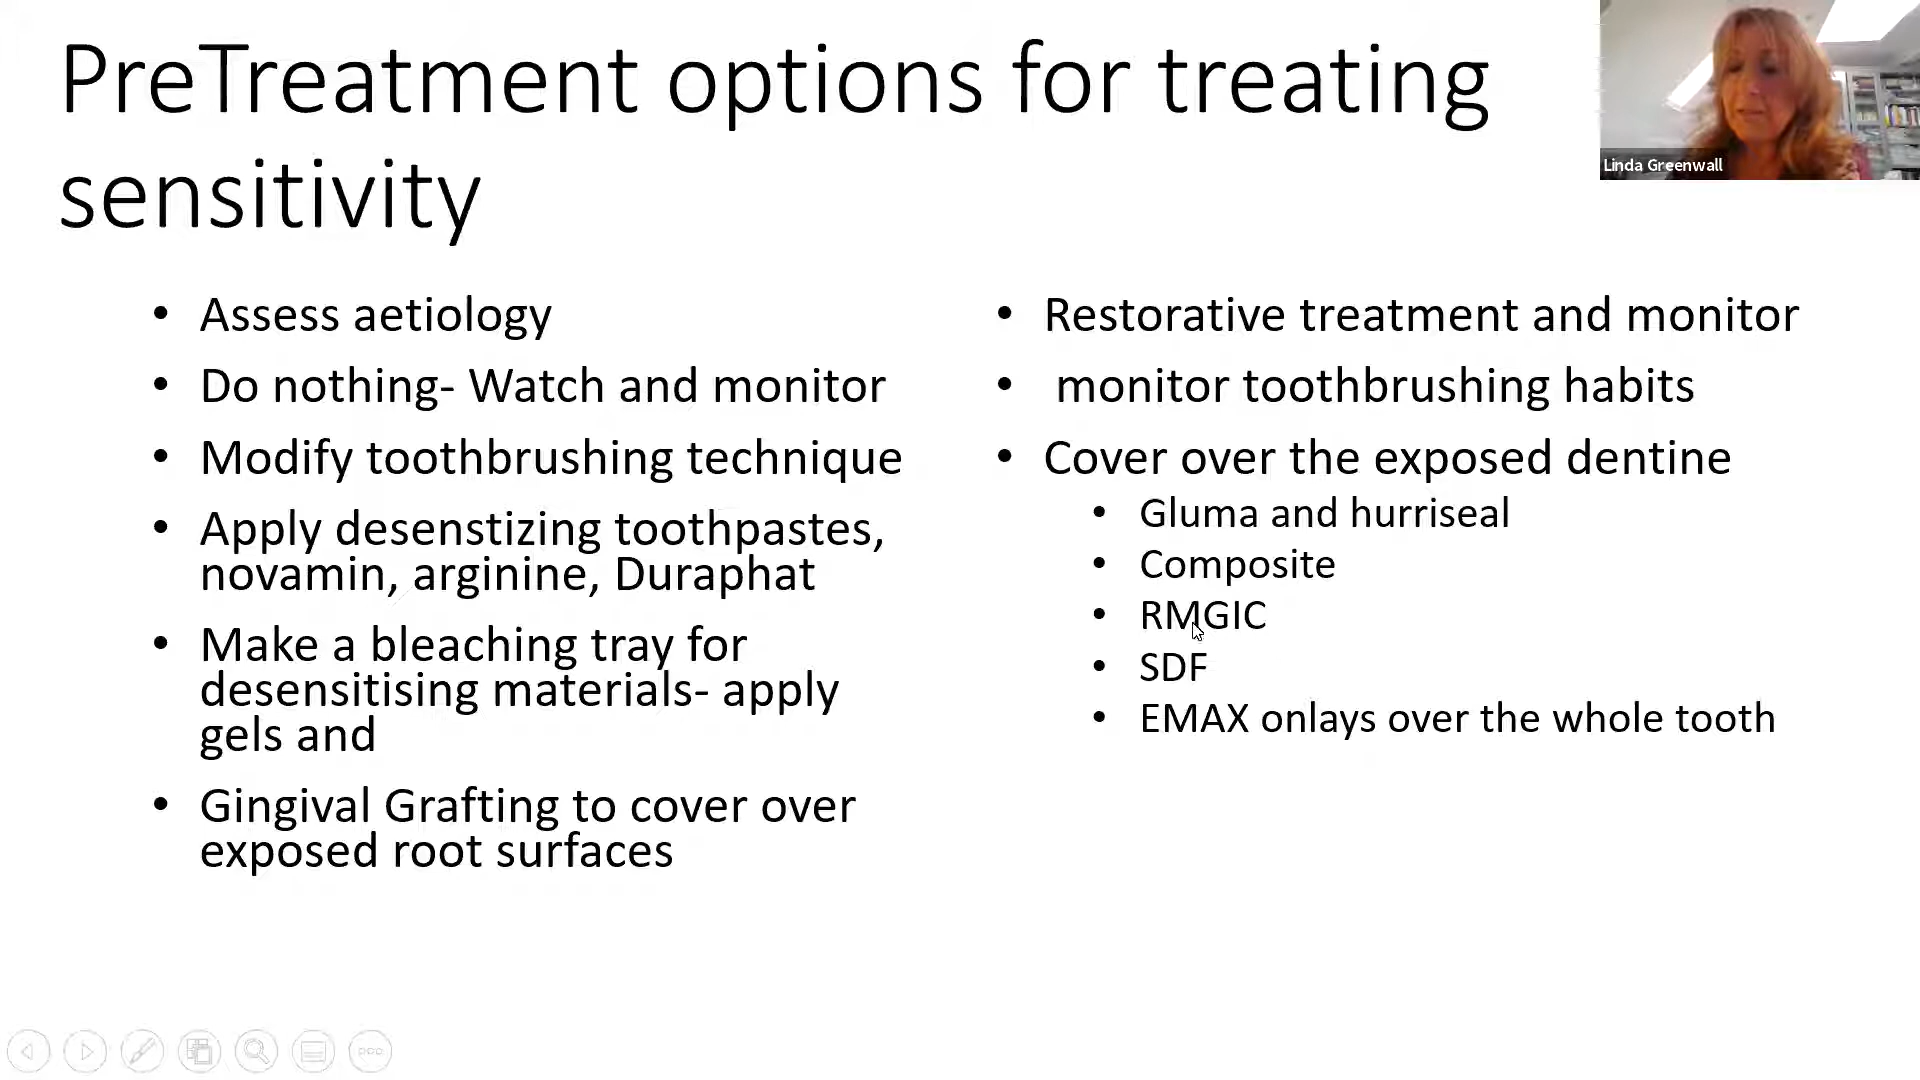 PreTreatment options for treating
sensitivity
Linda Greenwall
• Assess aetiology
• Do nothing- Watch and monitor
• Modify toothbrushing technique
• Apply desenstizing toothpastes,
novamin, arginine, Duraphat
• Make a bleaching tray for
desensitising materials- apply
gels and
• Gingival Grafting to cover over
exposed root surfaces
• Restorative treatment and monitor
• monitor toothbrushing habits
• Cover over the exposed dentine
• Gluma and hurriseal
• Composite
• RMGIC
• SDF
• EMAX onlays over the whole tooth